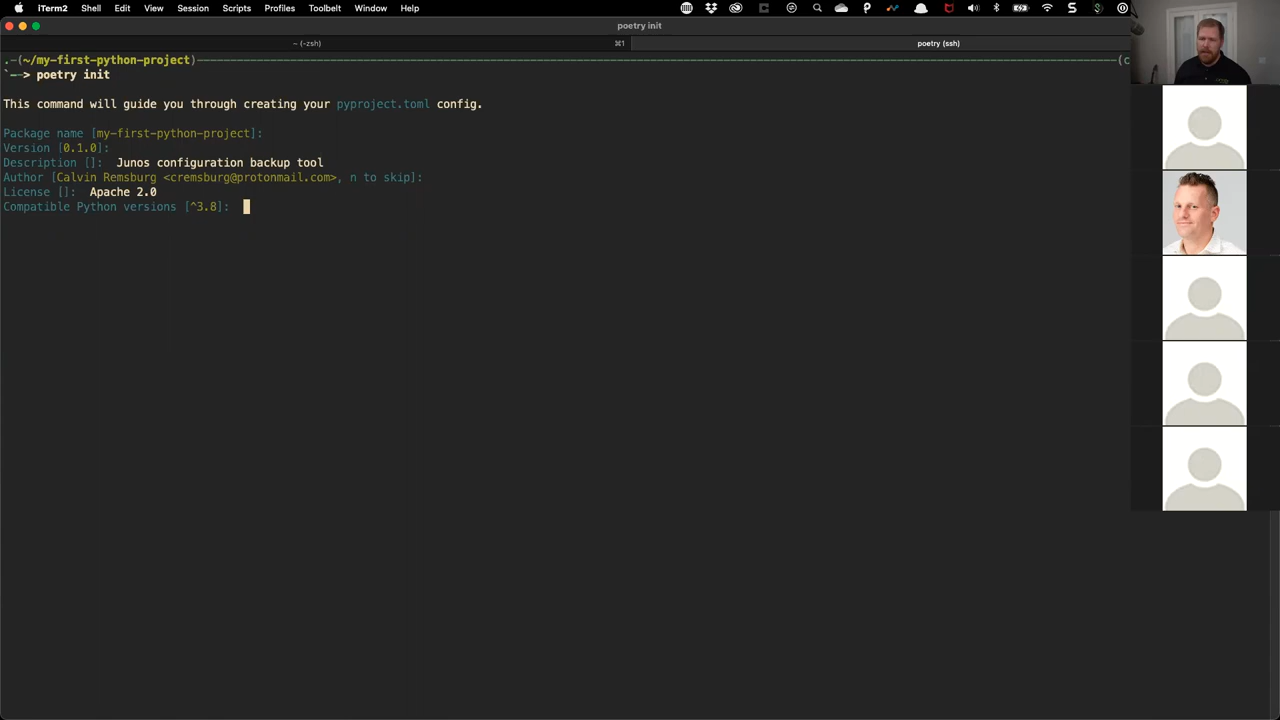 iTerm2 Shell Edit View Session Scripts Profiles Toolbelt Window Help
poetry init
~ (-zsh) ⌘1 poetry (ssh)
.-(~/my-first-python-project)------(c
`--> poetry init
This command will guide you through creating your pyproject.toml config.
Package name [my-first-python-project]:
Version [0.1.0]:
Description []:  Junos configuration backup tool
Author [Calvin Remsburg <cremsburg@protonmail.com>, n to skip]:
License []:  Apache 2.0
Compatible Python versions [^3.8]: